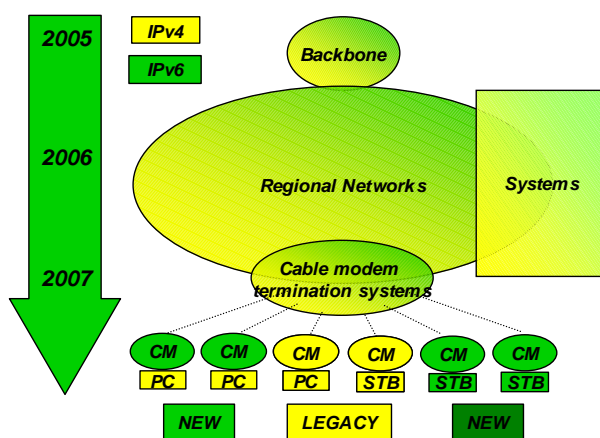 2005
IPv4
IPv6
Backbone
2006
Regional Networks
Systems
2007
Cable modem
termination systems
CM CM CM CM CM CM
PC PC PC STB STB STB
NEW LEGACY NEW